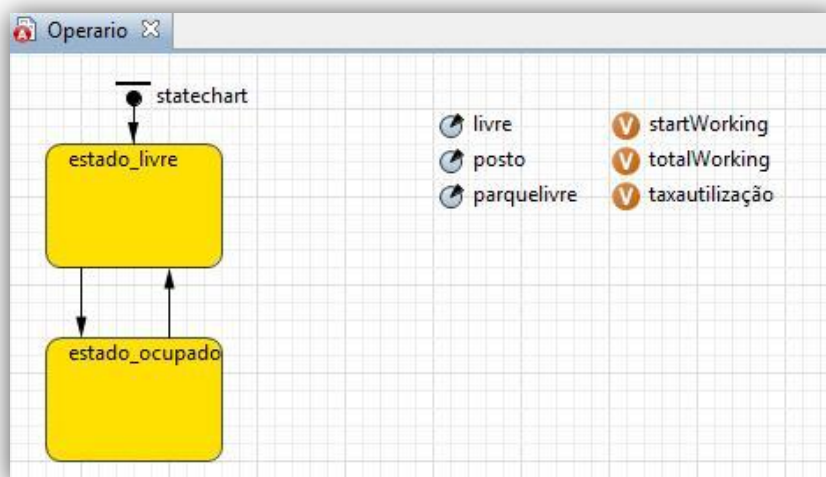 Operario
statechart
estado_livre
estado_ocupado
livre
posto
parquelivre
startWorking
totalWorking
taxautilização